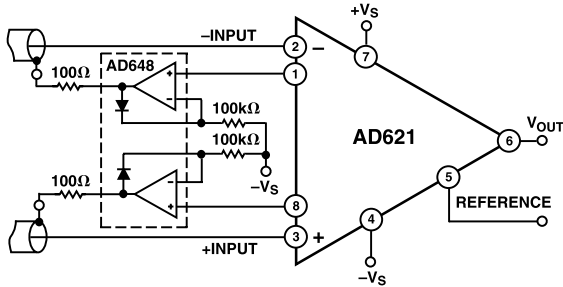 +VS
–INPUT
2
–
7
AD648
100Ω
+
1
–
100kΩ
100kΩ
AD621
6
VOUT
100Ω
–VS
5
–
REFERENCE
8
+
4
3
+
+INPUT
–VS